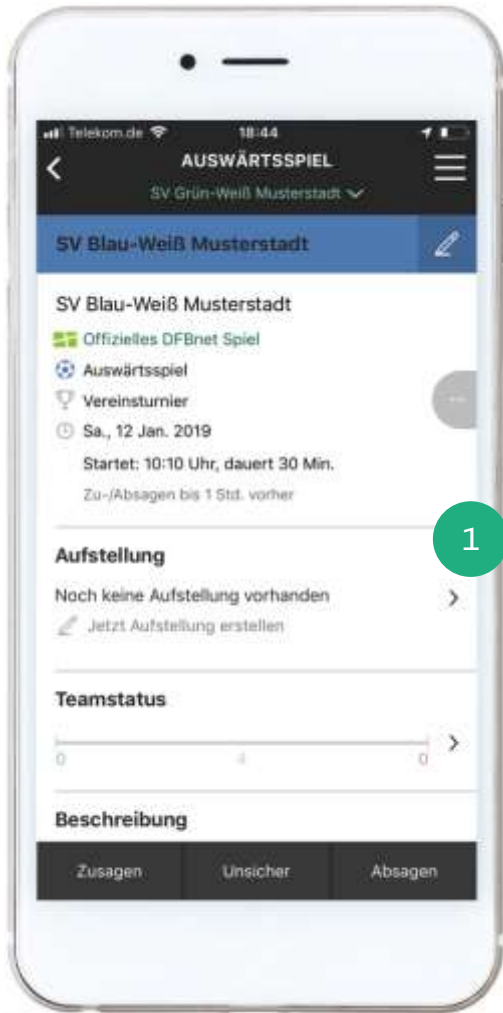 Telekom.de
18:44
AUSWÄRTSSPIEL
SV Grün-Weiß Musterstadt
SV Blau-Weiß Musterstadt
SV Blau-Weiß Musterstadt
Offizielles DFBnet Spiel
Auswärtsspiel
Vereinsturnier
Sa., 12 Jan. 2019
Startet: 10:10 Uhr, dauert 30 Min.
Zu-/Absagen bis 1 Std. vorher
1
Aufstellung
Noch keine Aufstellung vorhanden
Jetzt Aufstellung erstellen
Teamstatus
0 4 0
Beschreibung
Zusagen Unsicher Absagen